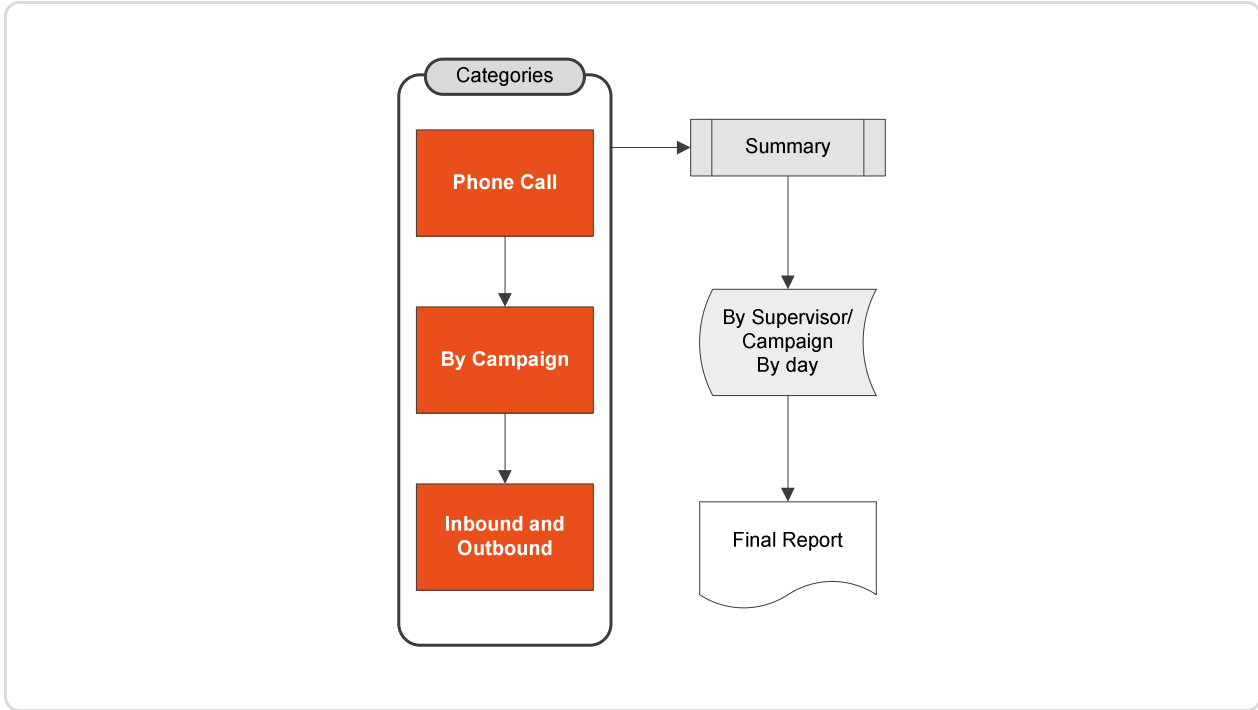 Categories
Phone Call
By Campaign
Inbound and
Outbound
Summary
By Supervisor/
Campaign
By day
Final Report